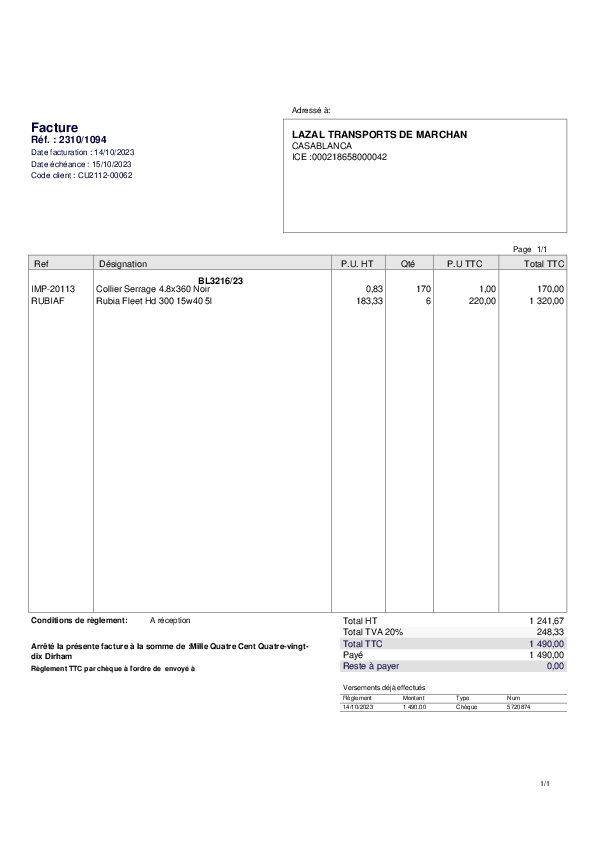 Adressé à:
Facture
Réf. : 2310/1094
Date facturation : 14/10/2023
Date échéance : 15/10/2023
Code client : CU2112-00062
LAZAL TRANSPORTS DE MARCHAN
CASABLANCA
ICE :000218658000042
Page 1/1
Ref Désignation P.U. HT Qté P.U TTC Total TTC
BL3216/23
IMP-20113 Collier Serrage 4.8x360 Noir 0,83 170 1,00 170,00
RUBIAF Rubia Fleet Hd 300 15w40 5l 183,33 6 220,00 1 320,00
Conditions de règlement: A réception
Arrêté la présente facture à la somme de :Mille Quatre Cent Quatre-vingt-
dix Dirham
Règlement TTC par chèque à l'ordre de envoyé à
Total HT 1 241,67
Total TVA 20% 248,33
Total TTC 1 490,00
Payé 1 490,00
Reste à payer 0,00
Versements déjà effectués
Règlement Montant Type Num
14/10/2023 1 490,00 Chèque 5720874
1/1